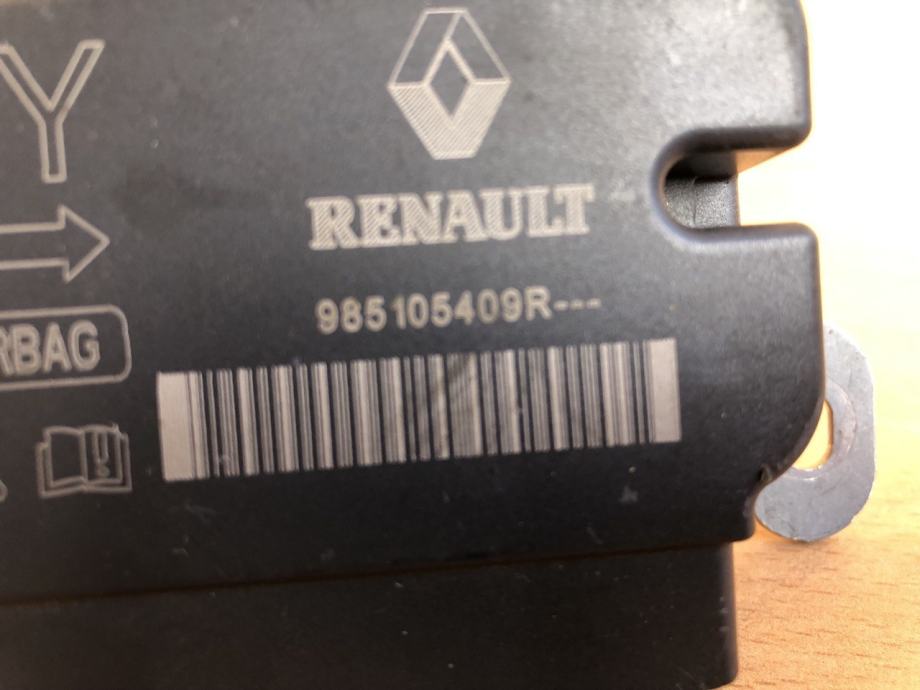 Y
RENAULT
985105409R---
RBAG